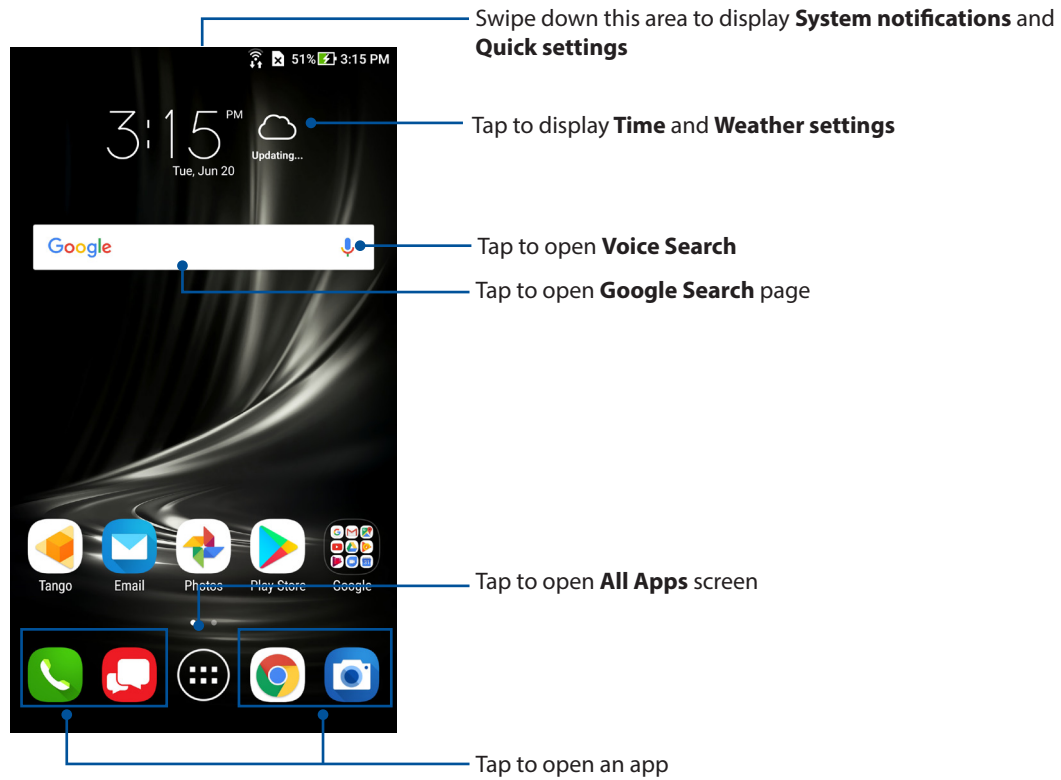 Swipe down this area to display System notifications and
Quick settings
51% 3:15 PM
3:15 PM
Tue, Jun 20
Updating...
Tap to display Time and Weather settings
Google
Tap to open Voice Search
Tap to open Google Search page
Tango Email Photos Play Store Google
Tap to open All Apps screen
Tap to open an app